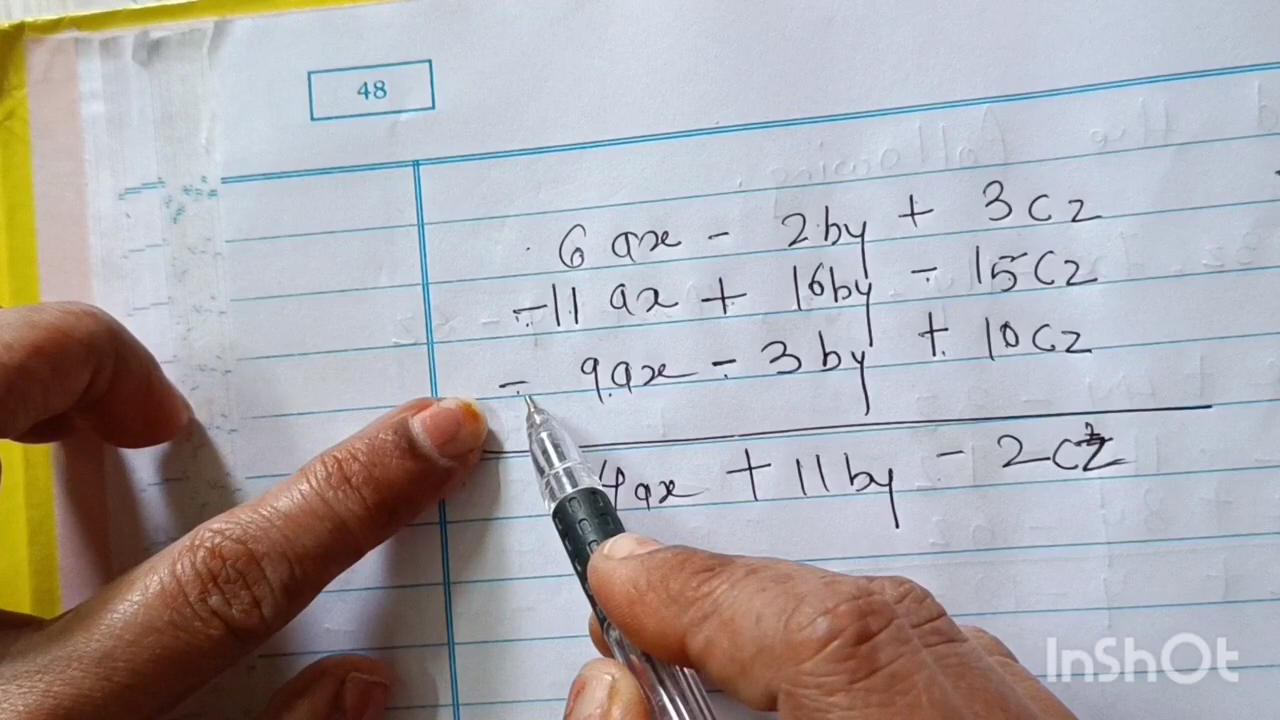 48
6ax - 2by + 3cz
-11ax + 16by - 15cz
- 9ax - 3by + 10cz
4ax + 11by - 2cz
InShOt